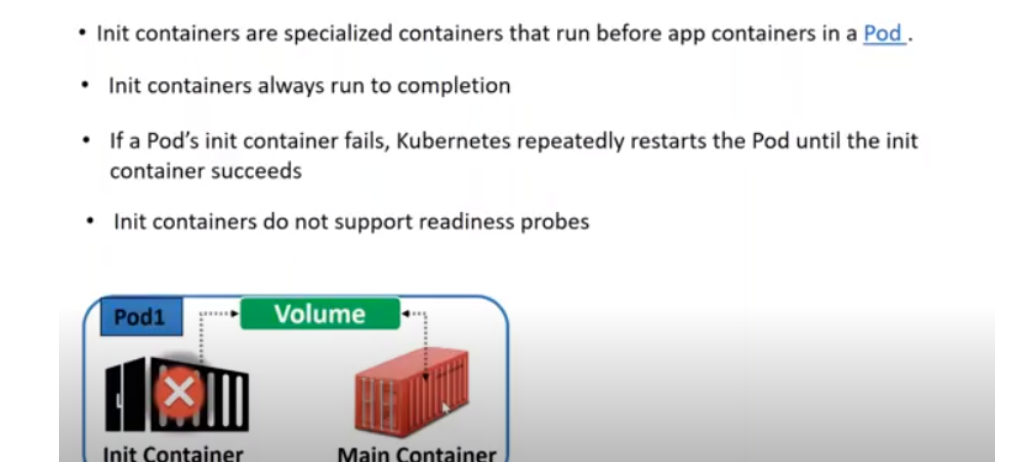 • Init containers are specialized containers that run before app containers in a Pod .
• Init containers always run to completion
• If a Pod's init container fails, Kubernetes repeatedly restarts the Pod until the init
container succeeds
• Init containers do not support readiness probes
Pod1
Volume
Init Container
Main Container